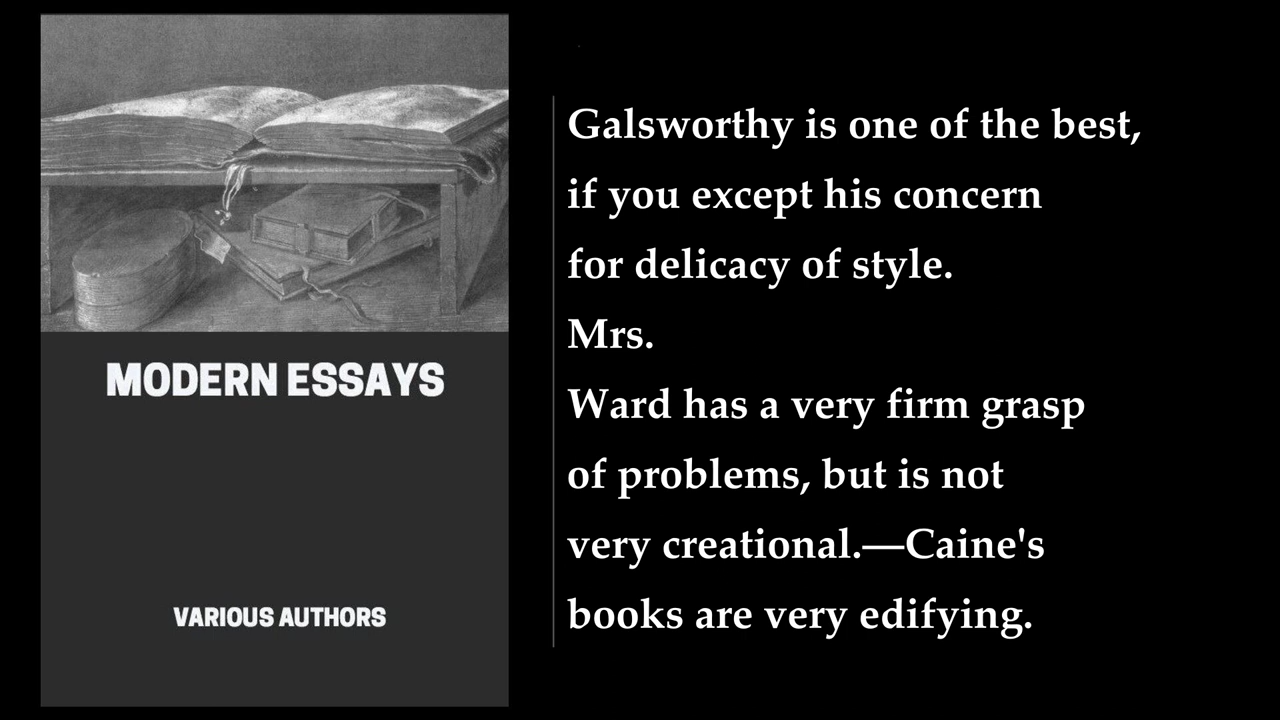 MODERN ESSAYS
VARIOUS AUTHORS
Galsworthy is one of the best,
if you except his concern
for delicacy of style.
Mrs.
Ward has a very firm grasp
of problems, but is not
very creational.—Caine's
books are very edifying.